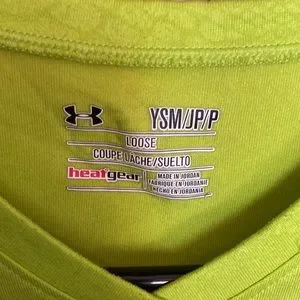 YSM/JP/P
LOOSE
COUPE LACHE/SUELTO
heatgear
MADE IN JORDAN
FABRIQUE EN JORDANIE
HECHO EN JORDANIA